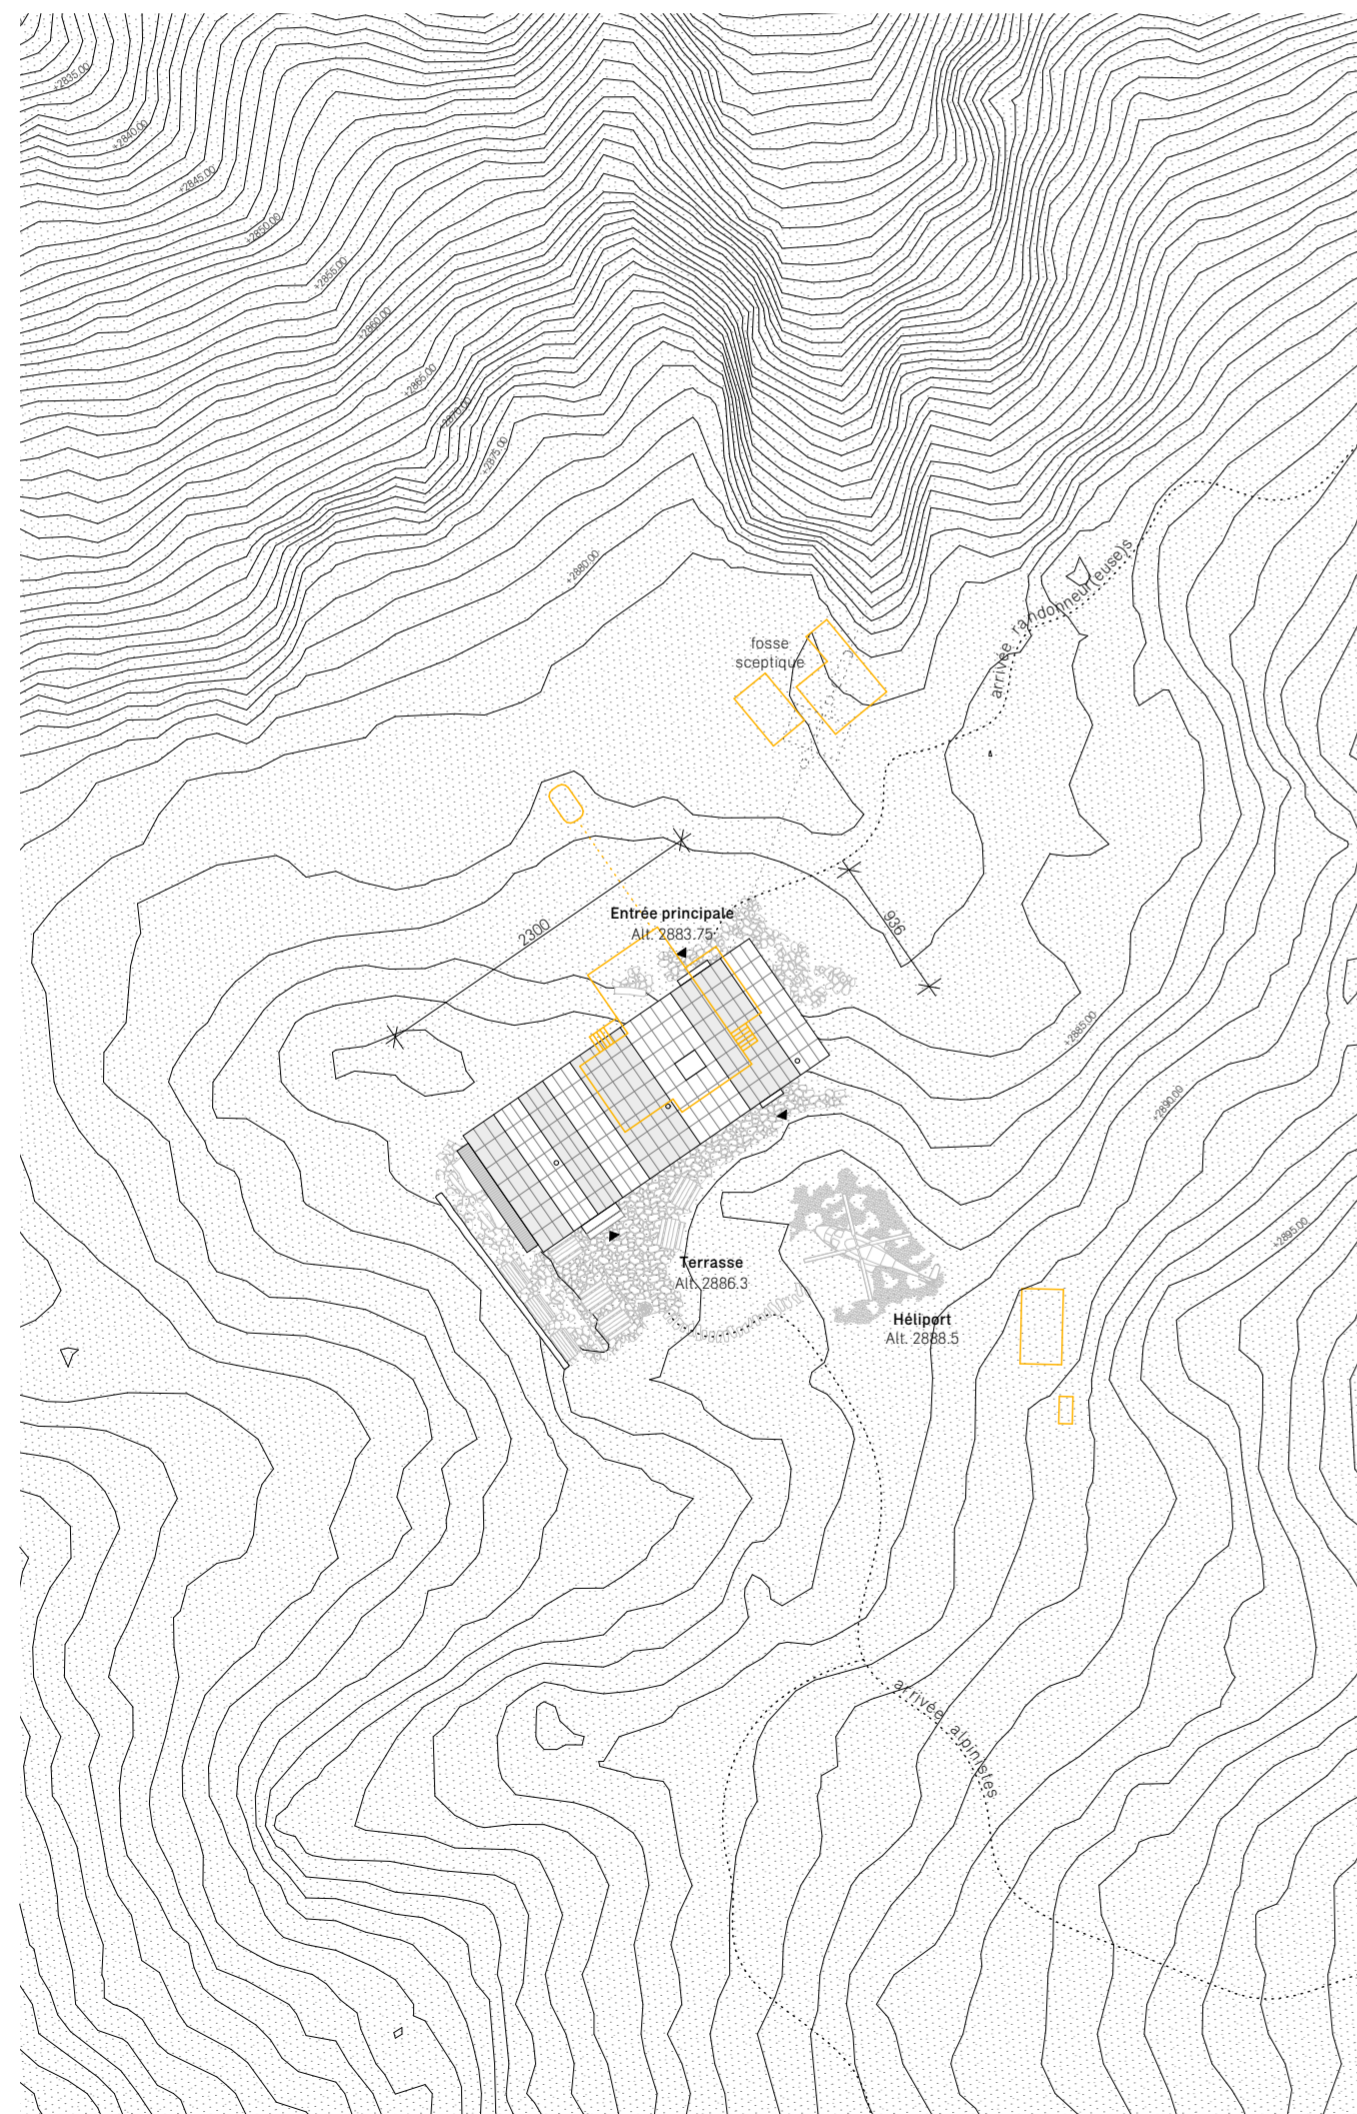 +2835.00
+2840.00
+2845.00
+2850.00
+2855.00
+2860.00
+2865.00
+2870.00
+2875.00
+2880.00
arrivée randonneur(euse)s
fosse
sceptique
2300
Entrée principale
Alt. 2883.75
936
+2885.00
+2890.00
+2895.00
Terrasse
Alt. 2886.3
Héliport
Alt. 2888.5
arrivée alpinistes